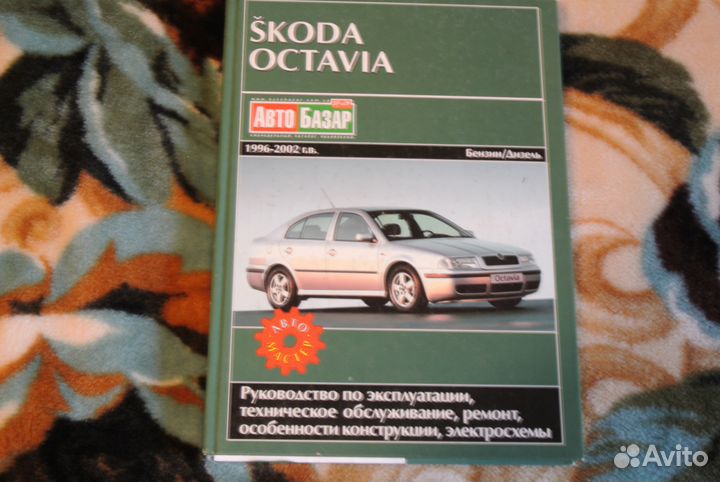 ŠKODA
OCTAVIA
АВТО БАЗАР
1996-2002 г.в.
Бензин/Дизель
Octavia
АВТО
МАСТЕР
Руководство по эксплуатации,
техническое обслуживание, ремонт,
особенности конструкции, электросхемы
Avito